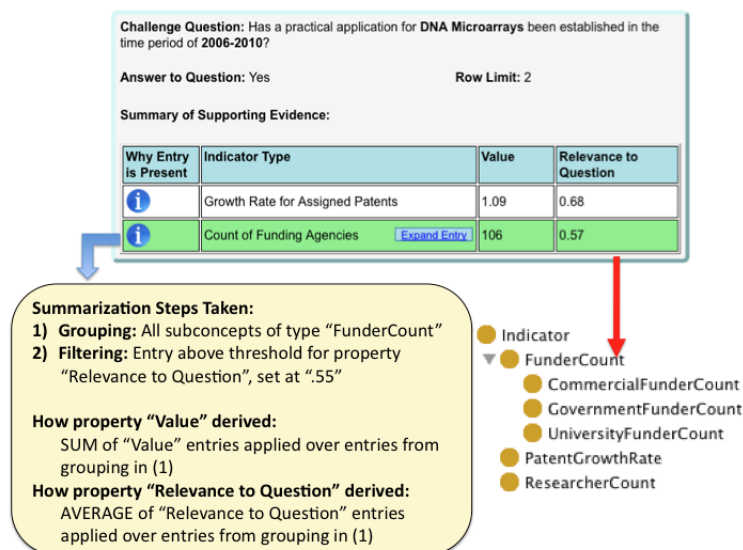 Challenge Question: Has a practical application for DNA Microarrays been established in the
time period of 2006-2010?
Answer to Question: Yes
Row Limit: 2
Summary of Supporting Evidence:
Why Entry
is Present
Indicator Type
Value
Relevance to
Question
i
Growth Rate for Assigned Patents
1.09
0.68
i
Count of Funding Agencies
Expand Entry
106
0.57
Summarization Steps Taken:
1) Grouping: All subconcepts of type “FunderCount”
2) Filtering: Entry above threshold for property
“Relevance to Question”, set at “.55”
How property “Value” derived:
SUM of “Value” entries applied over entries from
grouping in (1)
How property “Relevance to Question” derived:
AVERAGE of “Relevance to Question” entries
applied over entries from grouping in (1)
Indicator
FunderCount
CommercialFunderCount
GovernmentFunderCount
UniversityFunderCount
PatentGrowthRate
ResearcherCount